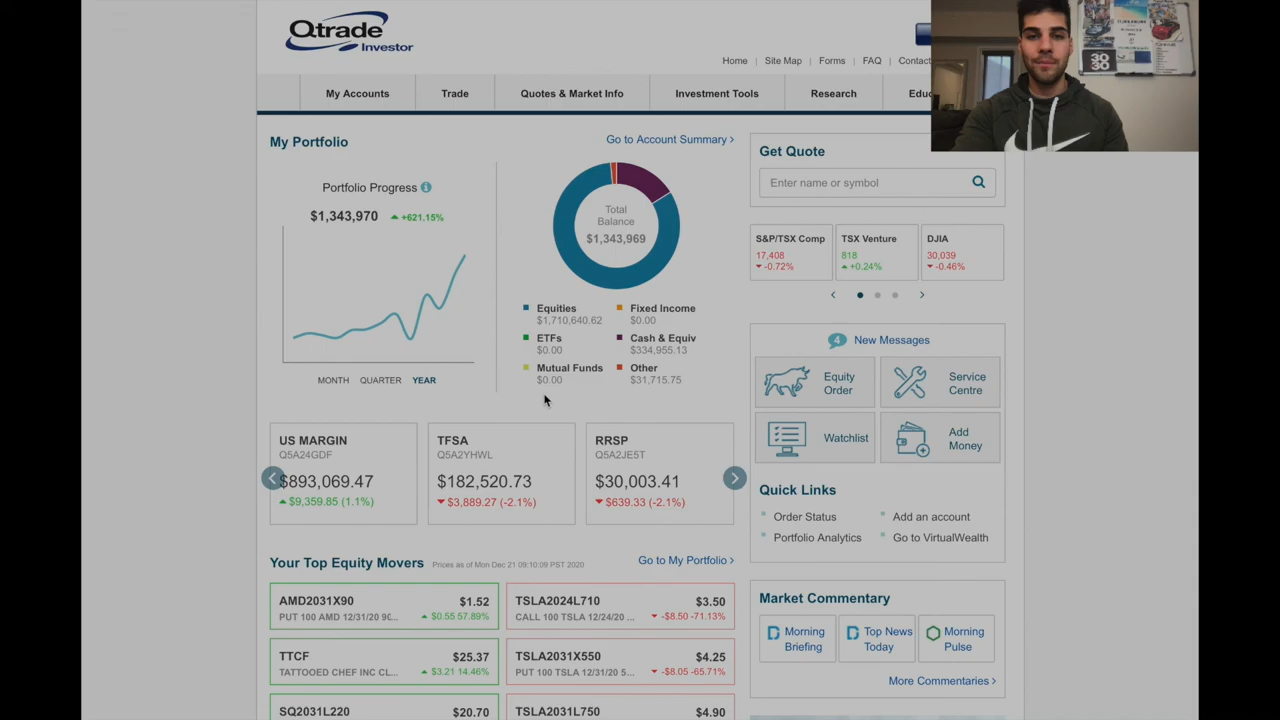 Qtrade
Investor
Home | Site Map | Forms | FAQ | Contact
My Accounts
Trade
Quotes & Market Info
Investment Tools
Research
Educ
My Portfolio
Go to Account Summary >
Portfolio Progress
$1,343,970 +621.15%
MONTH QUARTER YEAR
Total
Balance
$1,343,969
Equities
$1,710,640.62
Fixed Income
$0.00
ETFs
$0.00
Cash & Equiv
$334,955.13
Mutual Funds
$0.00
Other
$31,715.75
US MARGIN
Q5A24GDF
$893,069.47
$9,359.85 (1.1%)
TFSA
Q5A2YHWL
$182,520.73
$3,889.27 (-2.1%)
RRSP
Q5A2JE5T
$30,003.41
$639.33 (-2.1%)
Your Top Equity Movers
Prices as of Mon Dec 21 09:10:09 PST 2020
Go to My Portfolio >
AMD2031X90 $1.52
PUT 100 AMD 12/31/20 90... $0.55 57.89%
TSLA2024L710 $3.50
CALL 100 TSLA 12/24/20 ... -$8.50 -71.13%
TTCF $25.37
TATTOOED CHEF INC CL... $3.21 14.46%
TSLA2031X550 $4.25
PUT 100 TSLA 12/31/20 5... -$8.05 -65.71%
SQ2031L220 $20.70
TSLA2031L750 $4.90
Get Quote
Enter name or symbol
S&P/TSX Comp
17,408
-0.72%
TSX Venture
818
+0.24%
DJIA
30,039
-0.46%
4 New Messages
Equity
Order
Service
Centre
Watchlist
Add
Money
Quick Links
Order Status
Add an account
Portfolio Analytics
Go to VirtualWealth
Market Commentary
Morning
Briefing
Top News
Today
Morning
Pulse
More Commentaries >
30
30